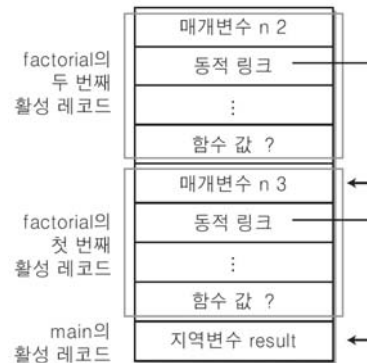 매개변수 n 2
factorial의
두 번째
활성 레코드
동적 링크
⋮
함수 값 ?
매개변수 n 3
factorial의
첫 번째
활성 레코드
동적 링크
⋮
함수 값 ?
main의
활성 레코드
지역변수 result